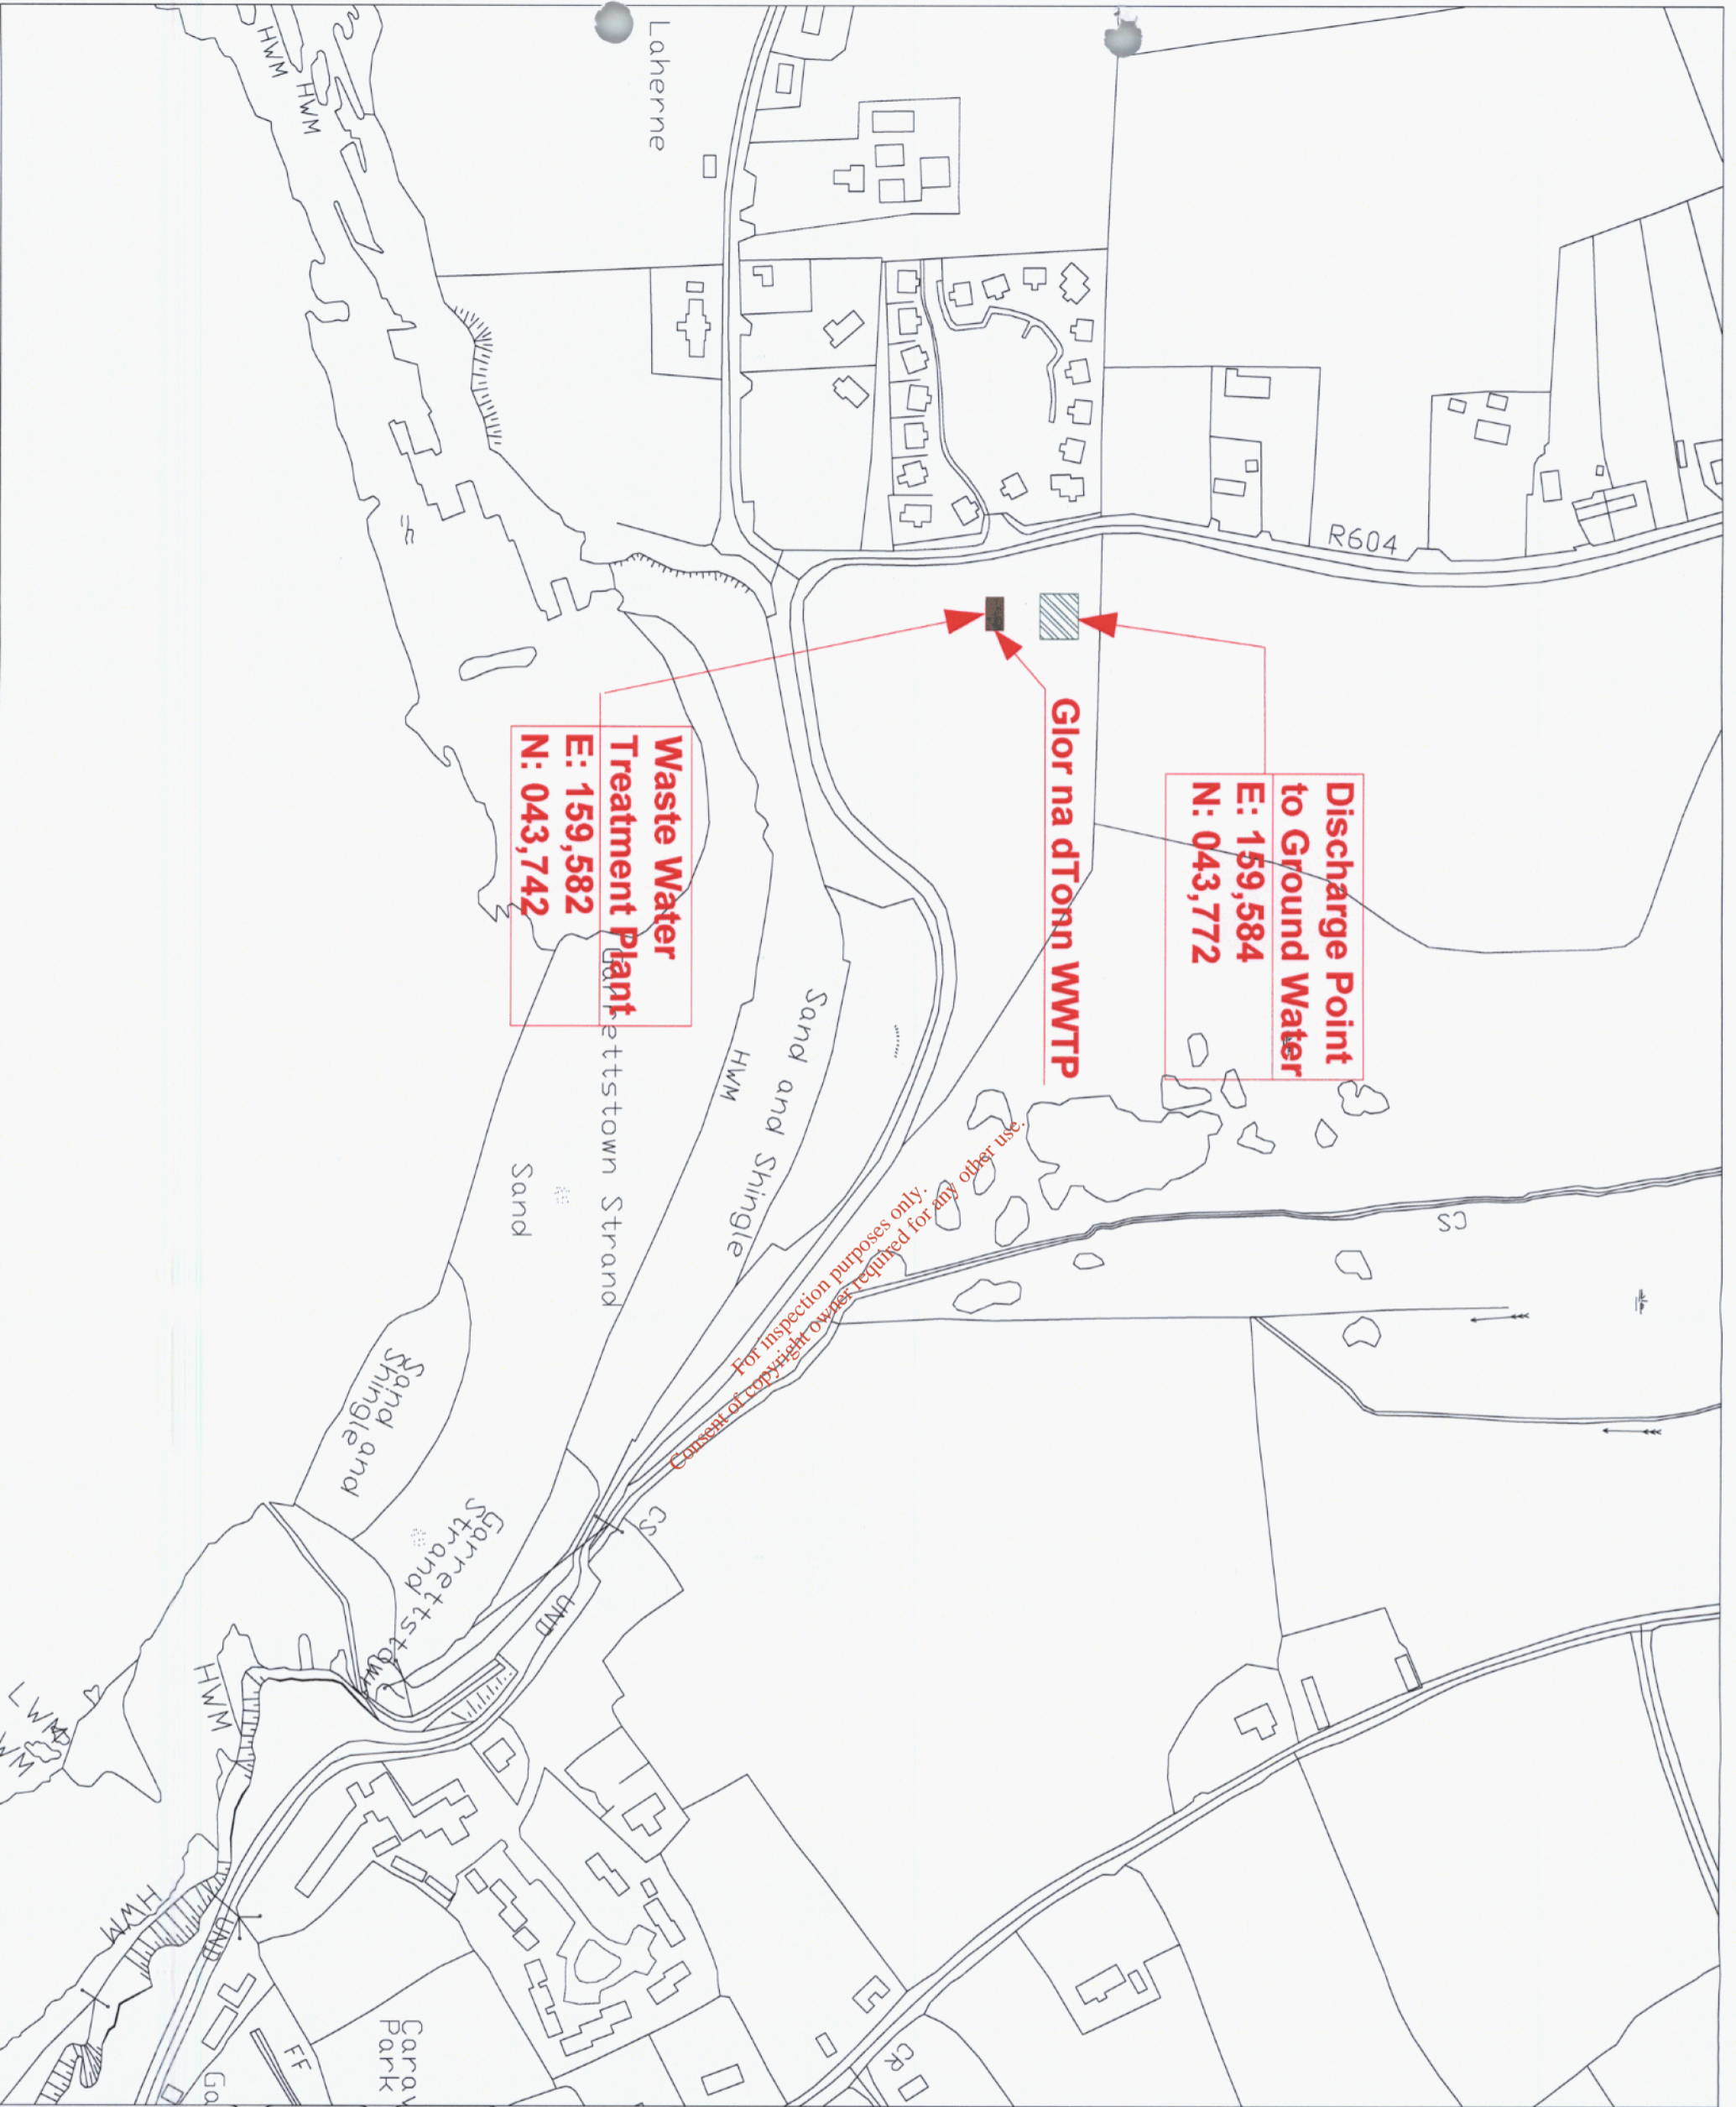 Discharge Point
to Ground Water
E: 159,584
N: 043,772
Glor na dTonn WWTP
Waste Water
Treatment Plant
E: 159,582
N: 043,742
R604
Laherne
HWM
HWM
Sand and Shingle
HWM
Garrettstown Strand
Sand
Sand and
Shingle
Garrettstown
Strand
CS
CS
UND
HWM
LWM
HWM
UND
FF
CR
Park
For inspection purposes only.
Consent of copyright owner required for any other use.